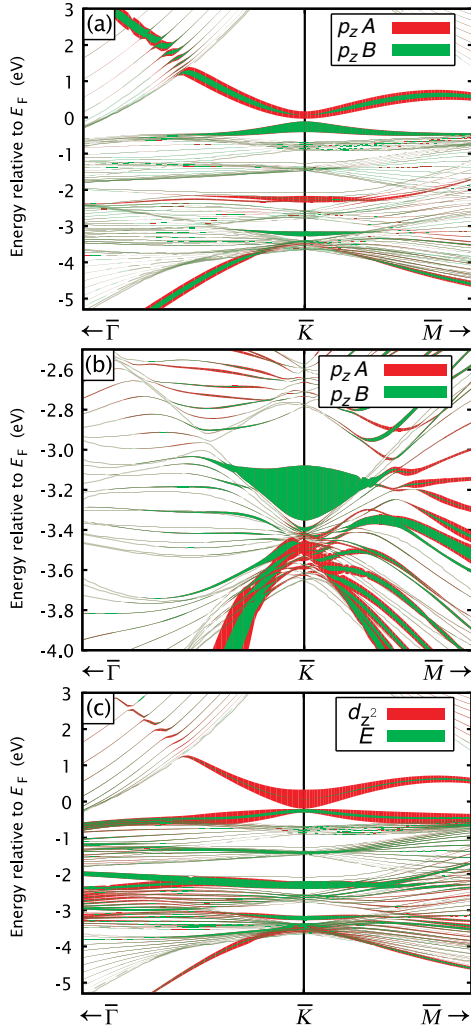 (a)
p_z A
p_z B
Energy relative to E_F (eV)
3
2
1
0
-1
-2
-3
-4
-5
←Γ̅ K̅ M̅→
(b)
p_z A
p_z B
Energy relative to E_F (eV)
-2.6
-2.8
-3.0
-3.2
-3.4
-3.6
-3.8
-4.0
←Γ̅ K̅ M̅→
(c)
d_z²
E
Energy relative to E_F (eV)
3
2
1
0
-1
-2
-3
-4
-5
←Γ̅ K̅ M̅→